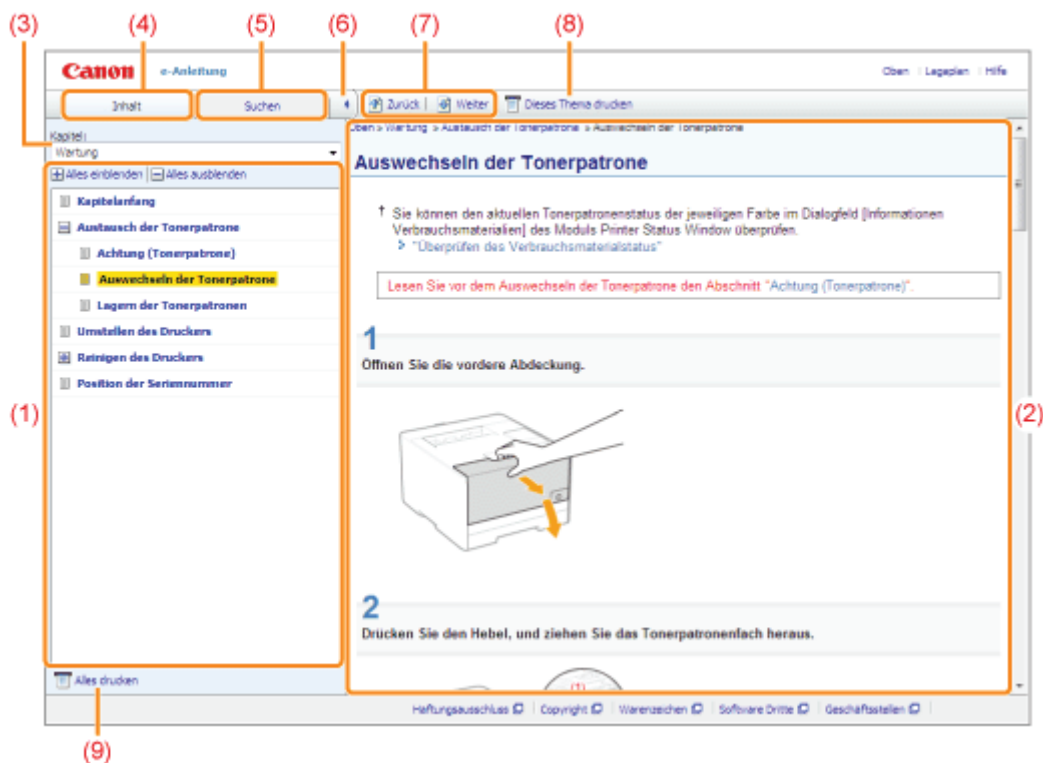 (3) (4) (5) (6) (7) (8)
Canon e-Anleitung Oben Lageplan Hilfe
Inhalt Suchen Zurück Weiter Dieses Thema drucken
Kapitel:
Wartung
Alles einblenden Alles ausblenden
Kapitelanfang
Austausch der Tonerpatrone
Achtung (Tonerpatrone)
Auswechseln der Tonerpatrone
Lagern der Tonerpatronen
Umstellen des Druckers
Reinigen des Druckers
Position der Seriennummer
(1)
Alles drucken
(9)
Oben > Wartung > Austausch der Tonerpatrone > Auswechseln der Tonerpatrone
Auswechseln der Tonerpatrone
† Sie können den aktuellen Tonerpatronenstatus der jeweiligen Farbe im Dialogfeld [Informationen
Verbrauchsmaterialien] des Moduls Printer Status Window überprüfen.
"Überprüfen des Verbrauchsmaterialstatus"
Lesen Sie vor dem Auswechseln der Tonerpatrone den Abschnitt "Achtung (Tonerpatrone)".
1
Öffnen Sie die vordere Abdeckung.
(2)
2
Drücken Sie den Hebel, und ziehen Sie das Tonerpatronenfach heraus.
(1)
Haftungsausschluss Copyright Warenzeichen Software Dritte Geschäftsstellen